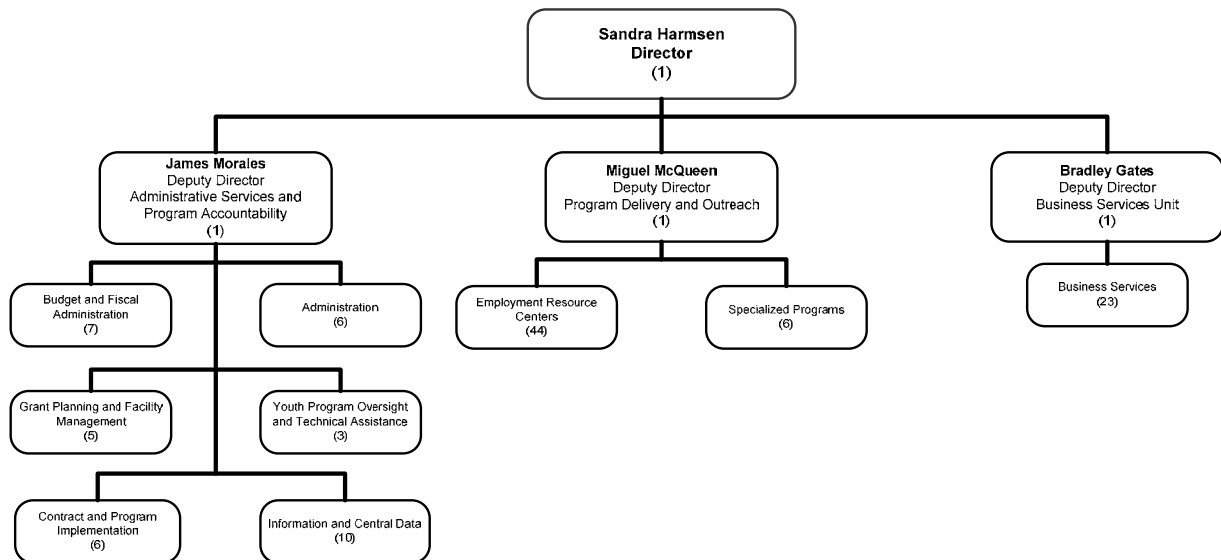 Sandra Harmsen
Director
(1)
James Morales
Deputy Director
Administrative Services and
Program Accountability
(1)
Miguel McQueen
Deputy Director
Program Delivery and Outreach
(1)
Bradley Gates
Deputy Director
Business Services Unit
(1)
Budget and Fiscal
Administration
(7)
Administration
(6)
Employment Resource
Centers
(44)
Specialized Programs
(6)
Business Services
(23)
Grant Planning and Facility
Management
(5)
Youth Program Oversight
and Technical Assistance
(3)
Contract and Program
Implementation
(6)
Information and Central Data
(10)